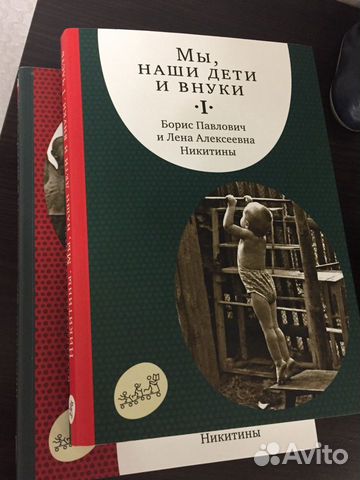 Мы,
наши дети
и внуки
·I·
Борис Павлович
и Лена Алексеевна
Никитины
Никитины
Avito